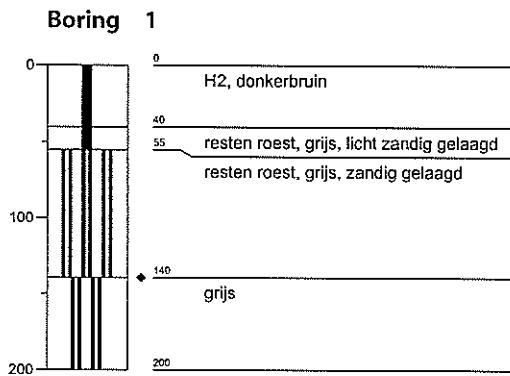 Boring 1
0
0
H2, donkerbruin
40
resten roest, grijs, licht zandig gelaagd
55
resten roest, grijs, zandig gelaagd
100
140
grijs
200
200